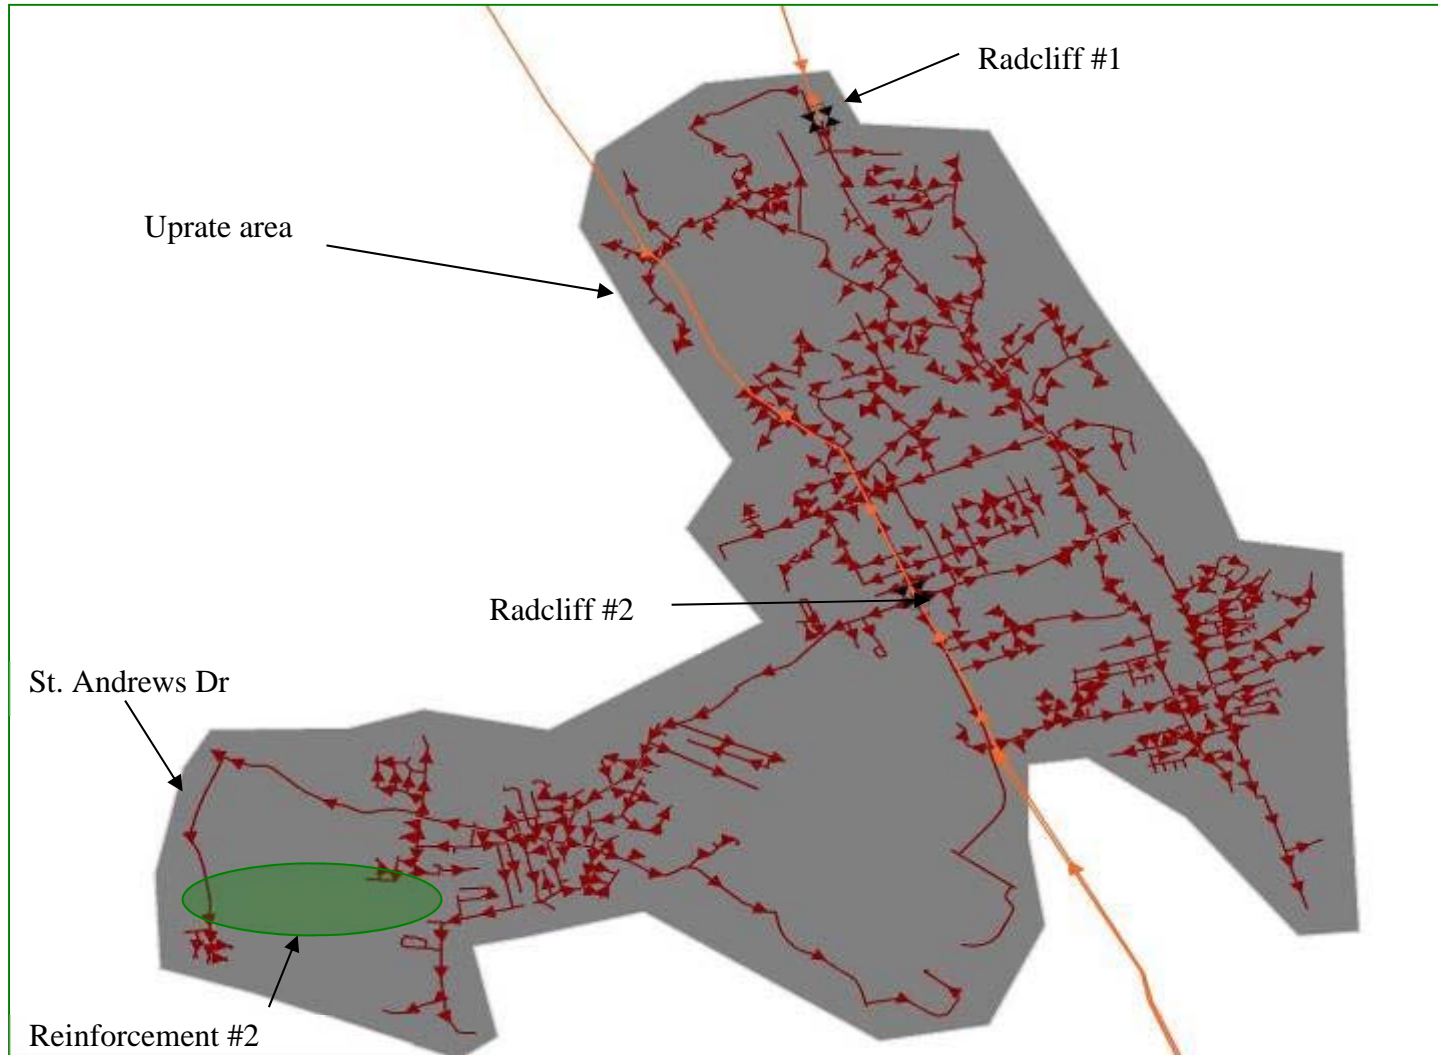 Radcliff #1
Uprate area
Radcliff #2
St. Andrews Dr
Reinforcement #2